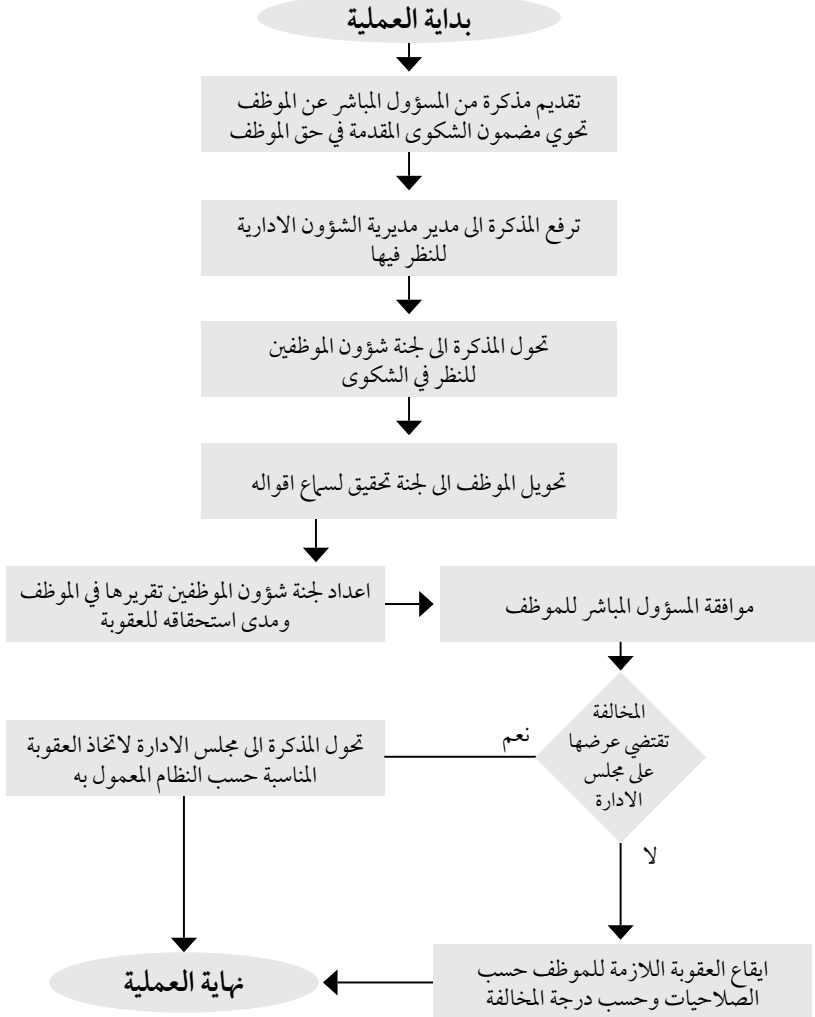 بداية العملية
تقديم مذكرة من المسؤول المباشر عن الموظف
تحوي مضمون الشكوى المقدمة في حق الموظف
ترفع المذكرة الى مدير مديرية الشؤون الادارية
للنظر فيها
تحول المذكرة الى لجنة شؤون الموظفين
للنظر في الشكوى
تحويل الموظف الى لجنة تحقيق لسماع اقواله
اعداد لجنة شؤون الموظفين تقريرها في الموظف
ومدى استحقاقه للعقوبة
موافقة المسؤول المباشر للموظف
المخالفة
تقتضي عرضها
على مجلس
الادارة
نعم
تحول المذكرة الى مجلس الادارة لاتخاذ العقوبة
المناسبة حسب النظام المعمول به
لا
ايقاع العقوبة اللازمة للموظف حسب
الصلاحيات وحسب درجة المخالفة
نهاية العملية